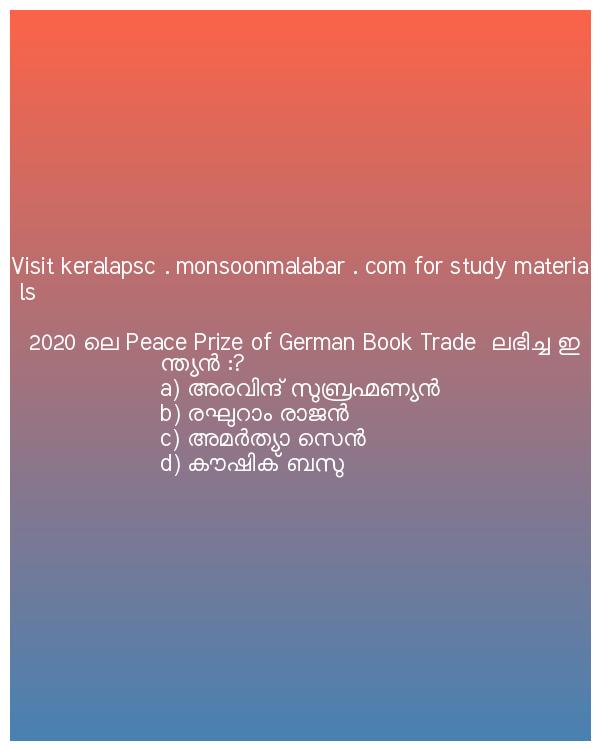 Visit keralapsc . monsoonmalabar . com for study materia
ls
2020 ലെ Peace Prize of German Book Trade ലഭിച്ച ഇ
ന്ത്യൻ :?
a) അരവിന്ദ് സുബ്രഹ്മണ്യൻ
b) രഘുറാം രാജൻ
c) അമർത്യാ സെൻ
d) കൗഷിക് ബസു